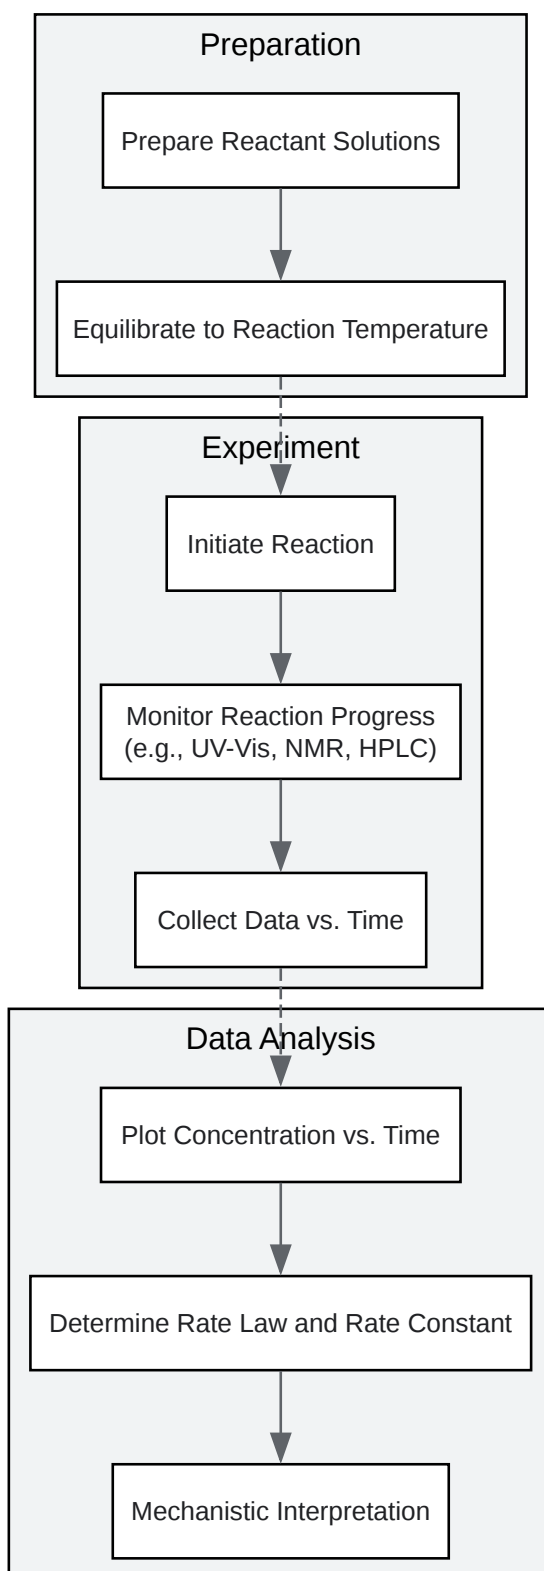 Preparation
Prepare Reactant Solutions
Equilibrate to Reaction Temperature
Experiment
Initiate Reaction
Monitor Reaction Progress
(e.g., UV-Vis, NMR, HPLC)
Collect Data vs. Time
Data Analysis
Plot Concentration vs. Time
Determine Rate Law and Rate Constant
Mechanistic Interpretation